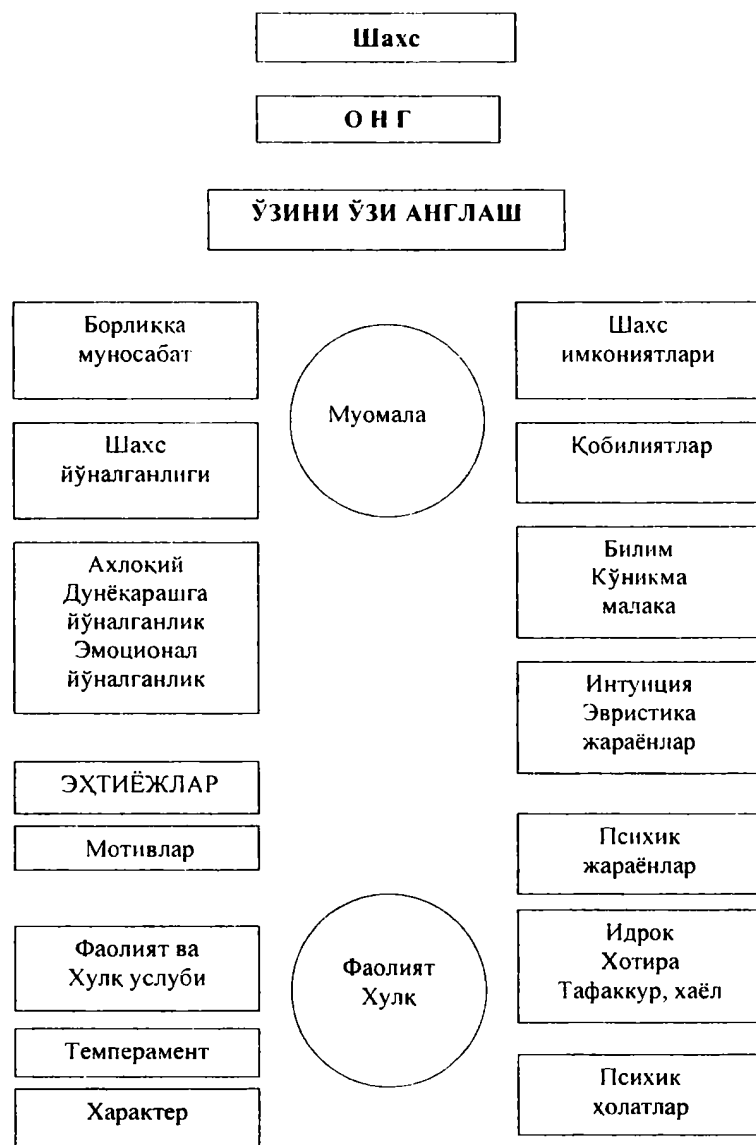 Шахс
ОНГ
ЎЗИНИ ЎЗИ АНГЛАШ
Борликка
муносабат
Шахс
йўналганлиги
Ахлоқий
Дунёқарашга
йўналганлик
Эмоционал
йўналганлик
ЭҲТИЁЖЛАР
Мотивлар
Фаолият ва
Хулқ услуби
Темперамент
Характер
Муомала
Фаолият
Хулқ
Шахс
имкониятлари
Қобилиятлар
Билим
Кўникма
малака
Интуиция
Эвристика
жараёнлар
Психик
жараёнлар
Идрок
Хотира
Тафаккур, хаёл
Психик
ҳолатлар